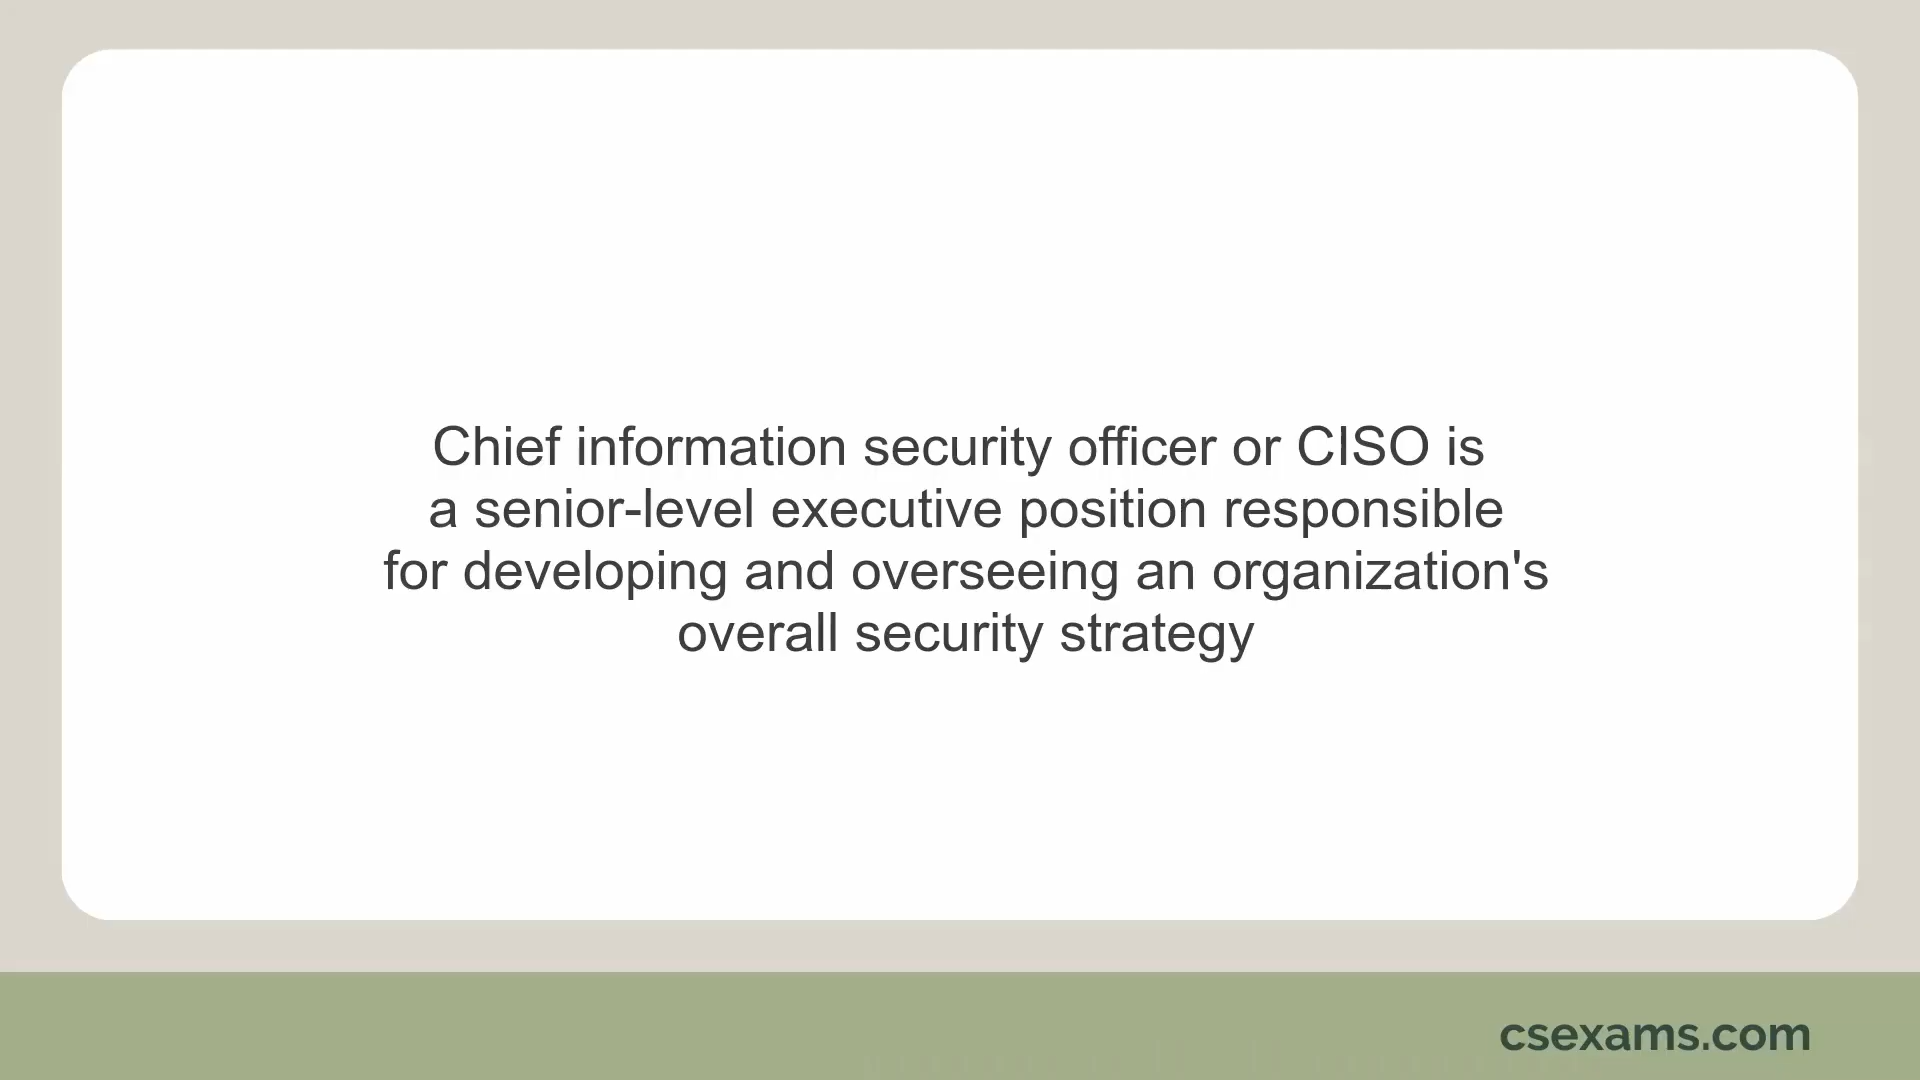 Chief information security officer or CISO is
a senior-level executive position responsible
for developing and overseeing an organization's
overall security strategy
csexams.com